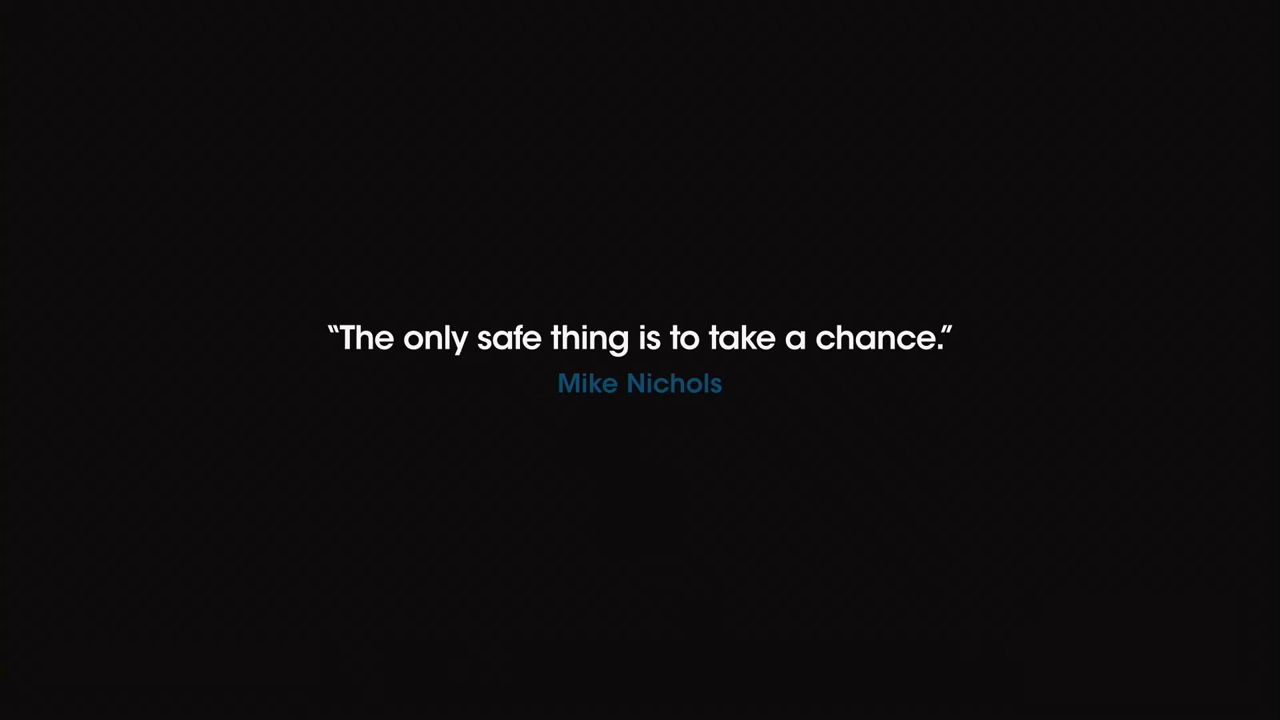 “The only safe thing is to take a chance.”
Mike Nichols